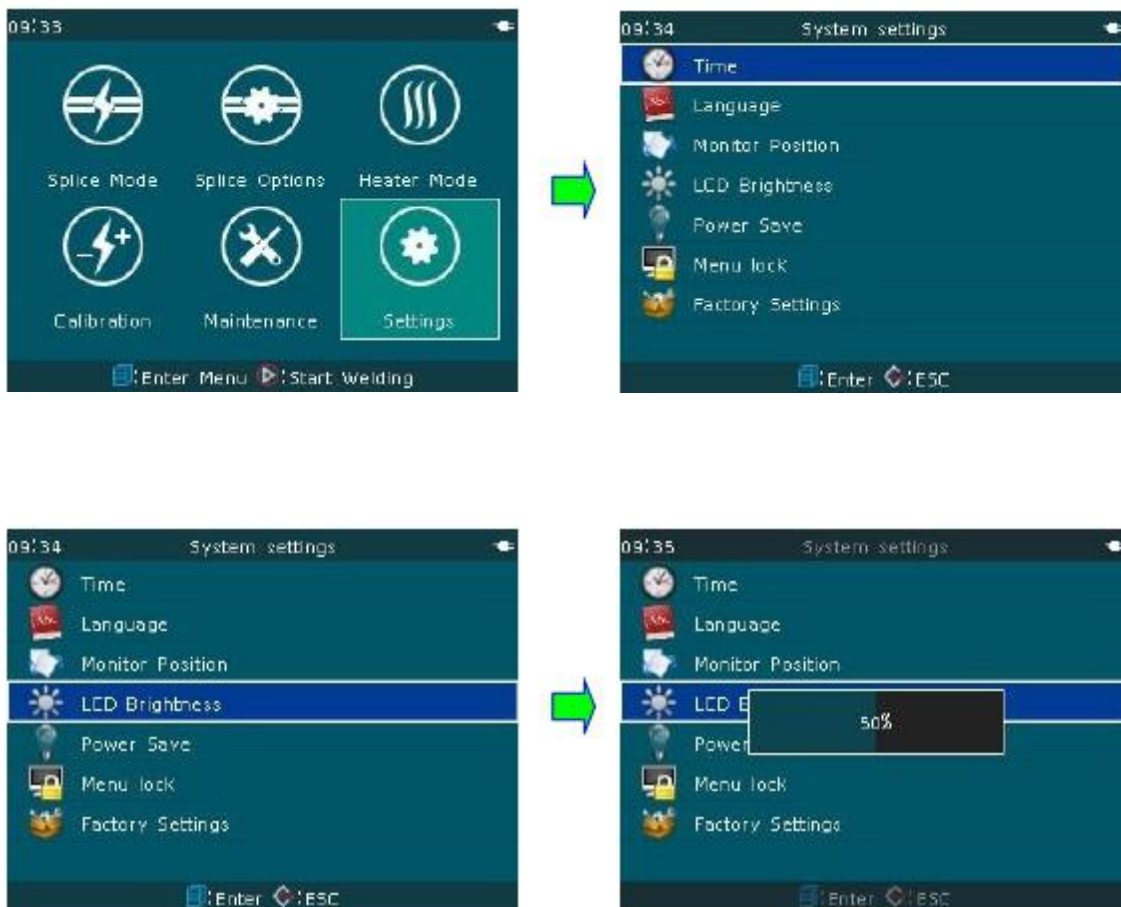 09:33
Splice Mode Splice Options Heater Mode
Calibration Maintenance Settings
:Enter Menu :Start Welding
09:34 System settings
Time
Language
Monitor Position
LCD Brightness
Power Save
Menu lock
Factory Settings
:Enter :ESC
09:34 System settings
Time
Language
Monitor Position
LCD Brightness
Power Save
Menu lock
Factory Settings
:Enter :ESC
09:35 System settings
Time
Language
Monitor Position
LCD B
50%
Power
Menu lock
Factory Settings
:Enter :ESC